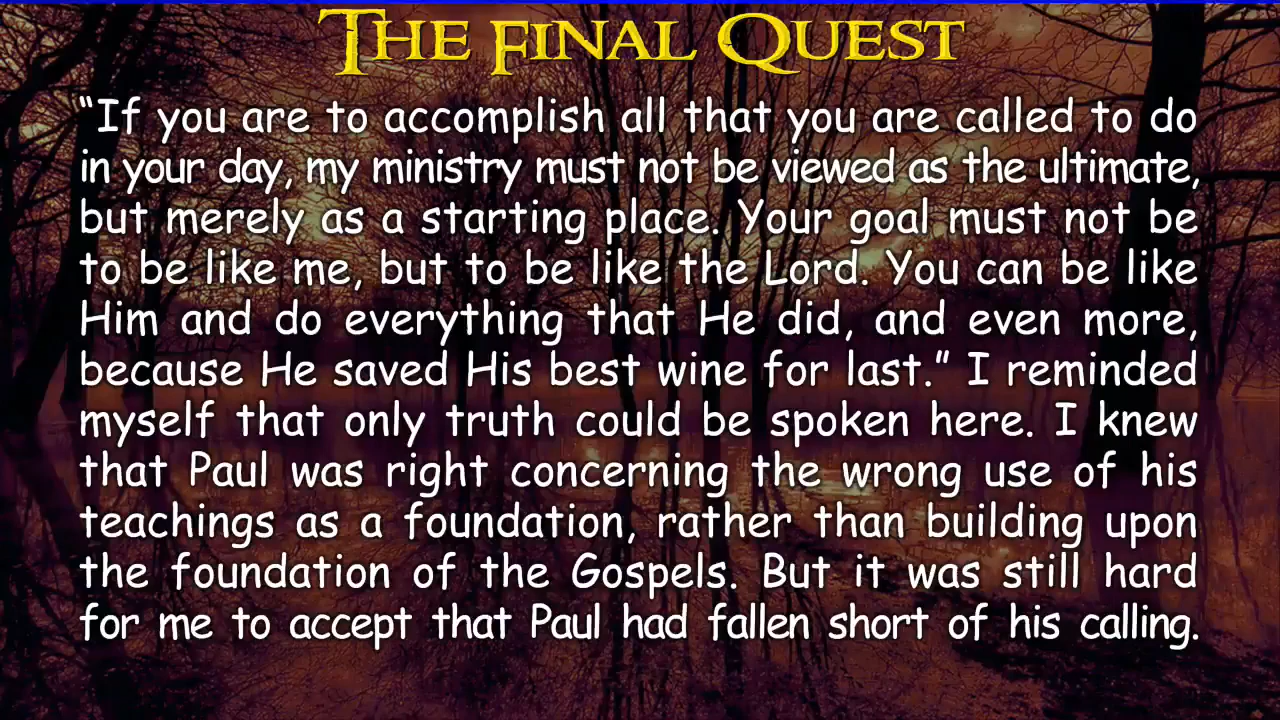 The Final Quest
“If you are to accomplish all that you are called to do
in your day, my ministry must not be viewed as the ultimate,
but merely as a starting place. Your goal must not be
to be like me, but to be like the Lord. You can be like
Him and do everything that He did, and even more,
because He saved His best wine for last.” I reminded
myself that only truth could be spoken here. I knew
that Paul was right concerning the wrong use of his
teachings as a foundation, rather than building upon
the foundation of the Gospels. But it was still hard
for me to accept that Paul had fallen short of his calling.